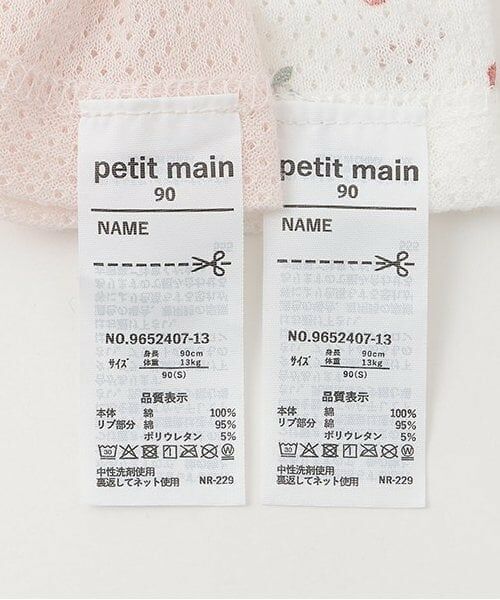 petit main
90
NAME
NO.9652407-13
サイズ 身長 90cm
体重 13kg
90(S)
品質表示
本体 綿 100%
リブ部分 綿 95%
ポリウレタン 5%
30
中性洗剤使用
裏返してネット使用 NR-229
petit main
90
NAME
NO.9652407-13
サイズ 身長 90cm
体重 13kg
90(S)
品質表示
本体 綿 100%
リブ部分 綿 95%
ポリウレタン 5%
30
中性洗剤使用
裏返してネット使用 NR-229